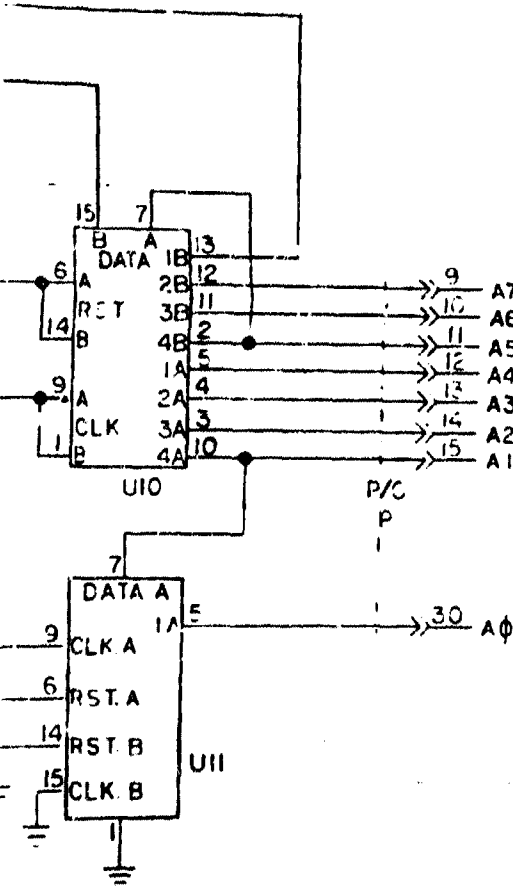 15 7
B A
DATA 1B 13
6 A 2B 12 9 A7
RST 3B 11 10 A6
14 B 4B 2 11 A5
1A 5 12 A4
9 A 2A 4 13 A3
CLK 3A 3 14 A2
1 B 4A 10 15 A1
U10
P/O
P
7
DATA A
1A 5 30 Aϕ
9 CLK A
6 RST. A
14 RST B
U11
15 CLK B
1